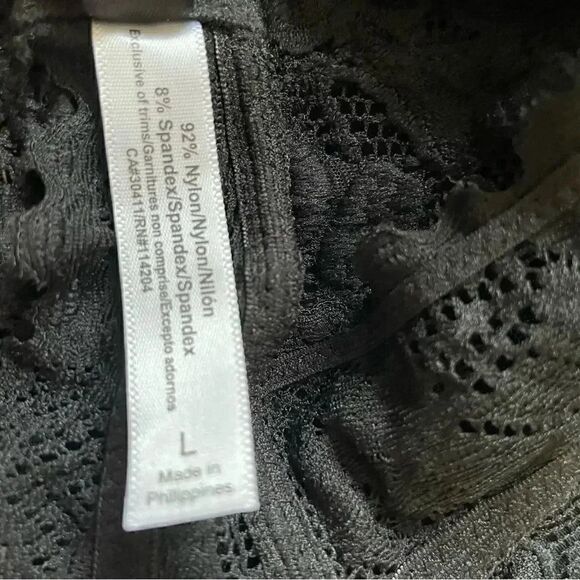 92% Nylon/Nylon/Nilón
8% Spandex/Spandex/Spandex
Exclusive of trims/Garnitures non comprise/Excepto adornos
CA#30411/RN#114204
L
Made in
Philippines